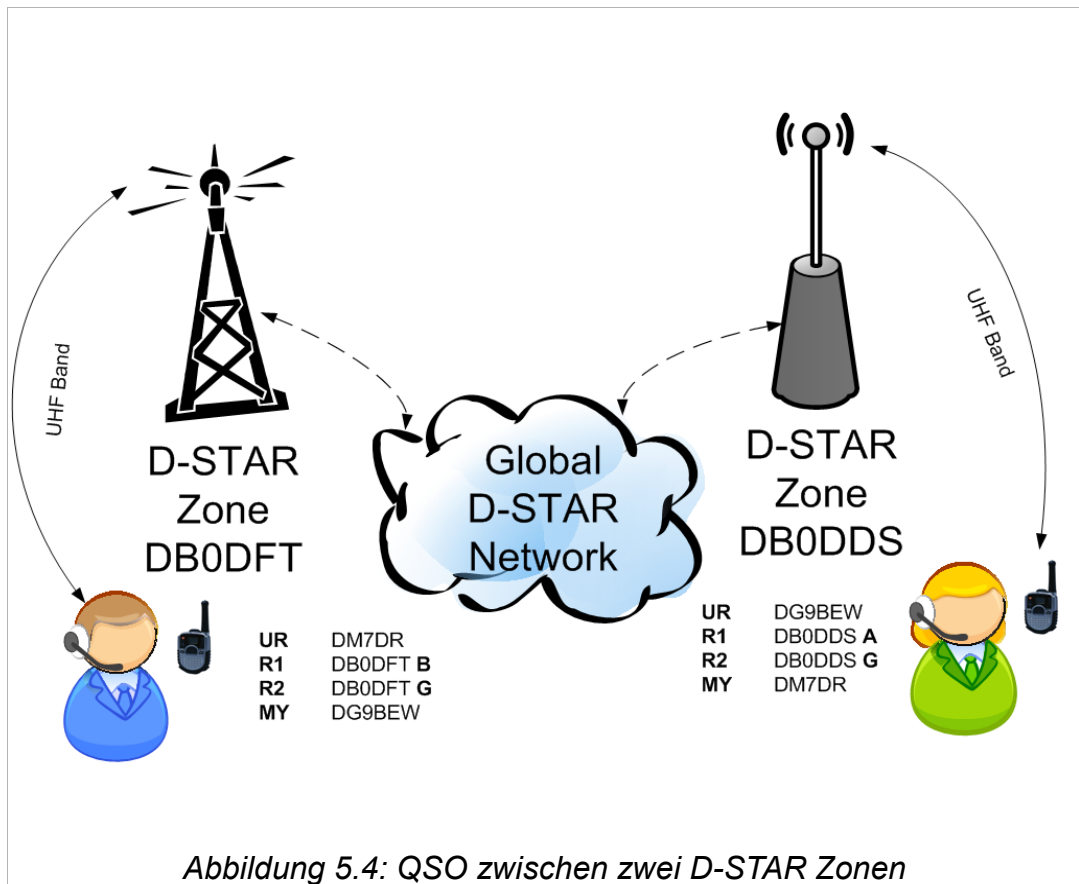 UHF Band
D-STAR
Zone
DB0DFT
Global
D-STAR
Network
D-STAR
Zone
DB0DDS
UHF Band
UR DM7DR
R1 DB0DFT B
R2 DB0DFT G
MY DG9BEW
UR DG9BEW
R1 DB0DDS A
R2 DB0DDS G
MY DM7DR
Abbildung 5.4: QSO zwischen zwei D-STAR Zonen